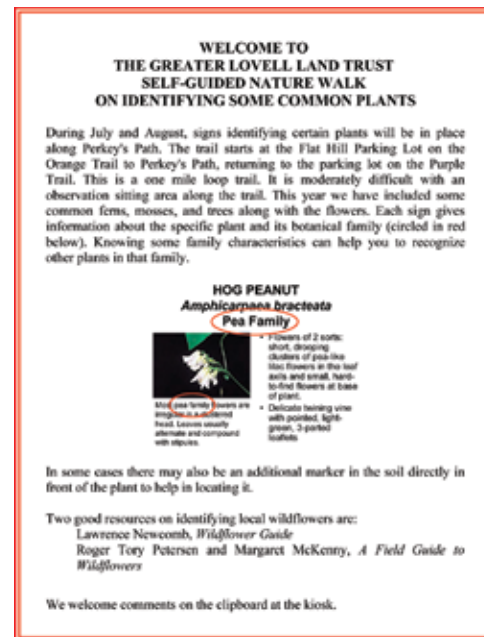 WELCOME TO
THE GREATER LOVELL LAND TRUST
SELF-GUIDED NATURE WALK
ON IDENTIFYING SOME COMMON PLANTS
During July and August, signs identifying certain plants will be in place
along Perkey's Path. The trail starts at the Flat Hill Parking Lot on the
Orange Trail to Perkey's Path, returning to the parking lot on the Purple
Trail. This is a one mile loop trail. It is moderately difficult with an
observation sitting area along the trail. This year we have included some
common ferns, mosses, and trees along with the flowers. Each sign gives
information about the specific plant and its botanical family (circled in red
below). Knowing some family characteristics can help you to recognize
other plants in that family.
HOG PEANUT
Amphicarpaea bracteata
Pea Family
Most pea family flowers are
irregular in a clustered
head. Leaves usually
alternate and compound
with stipules.
• Flowers of 2 sorts:
short, drooping
clusters of pea-like
lilac flowers in the leaf
axils and small, hard-
to-find flowers at base
of plant.
• Delicate twining vine
with pointed, light-
green, 3-parted
leaflets
In some cases there may also be an additional marker in the soil directly in
front of the plant to help in locating it.
Two good resources on identifying local wildflowers are:
Lawrence Newcomb, Wildflower Guide
Roger Tory Petersen and Margaret McKenny, A Field Guide to
Wildflowers
We welcome comments on the clipboard at the kiosk.